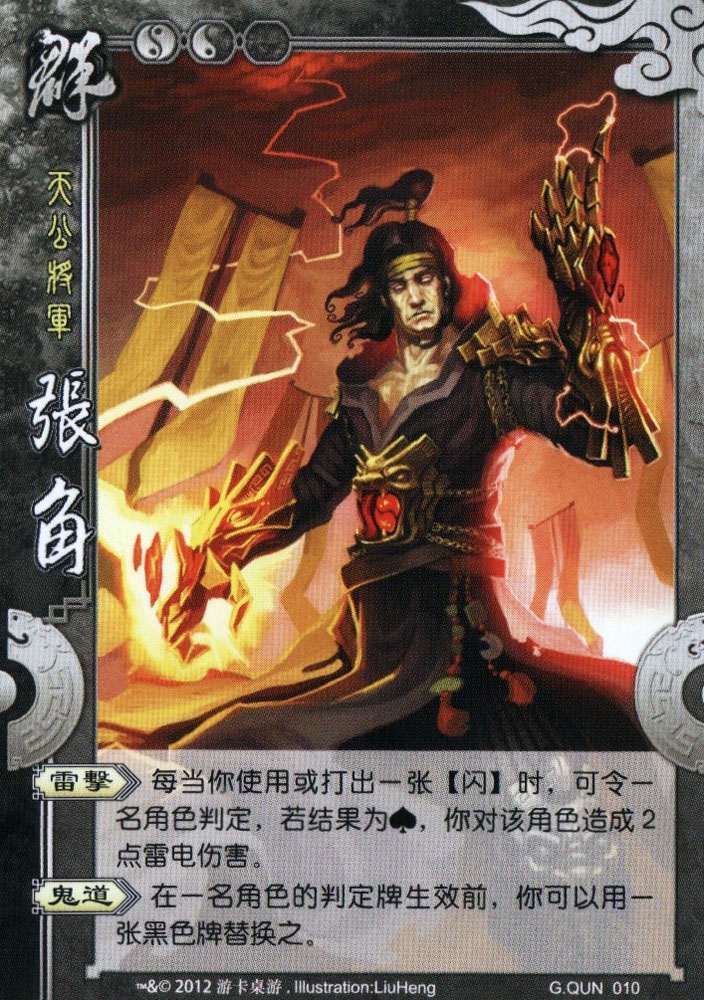 群
天公将軍
張角
雷擊 每当你使用或打出一张【闪】时，可令一
名角色判定，若结果为♠，你对该角色造成2
点雷电伤害。
鬼道 在一名角色的判定牌生效前，你可以用一
张黑色牌替换之。
™&© 2012 游卡桌游 . Illustration:LiuHeng
G.QUN 010